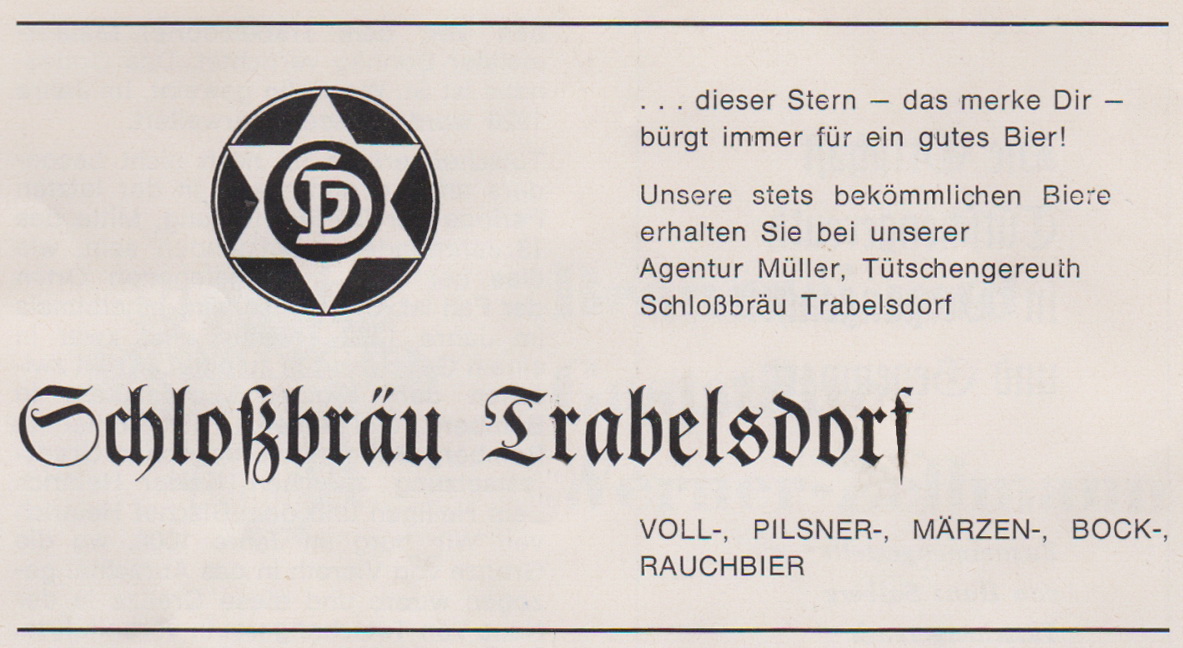 GD
. . . dieser Stern – das merke Dir –
bürgt immer für ein gutes Bier!
Unsere stets bekömmlichen Biere
erhalten Sie bei unserer
Agentur Müller, Tütschengereuth
Schloßbräu Trabelsdorf
Schloßbräu Trabelsdorf
VOLL-, PILSNER-, MÄRZEN-, BOCK-,
RAUCHBIER